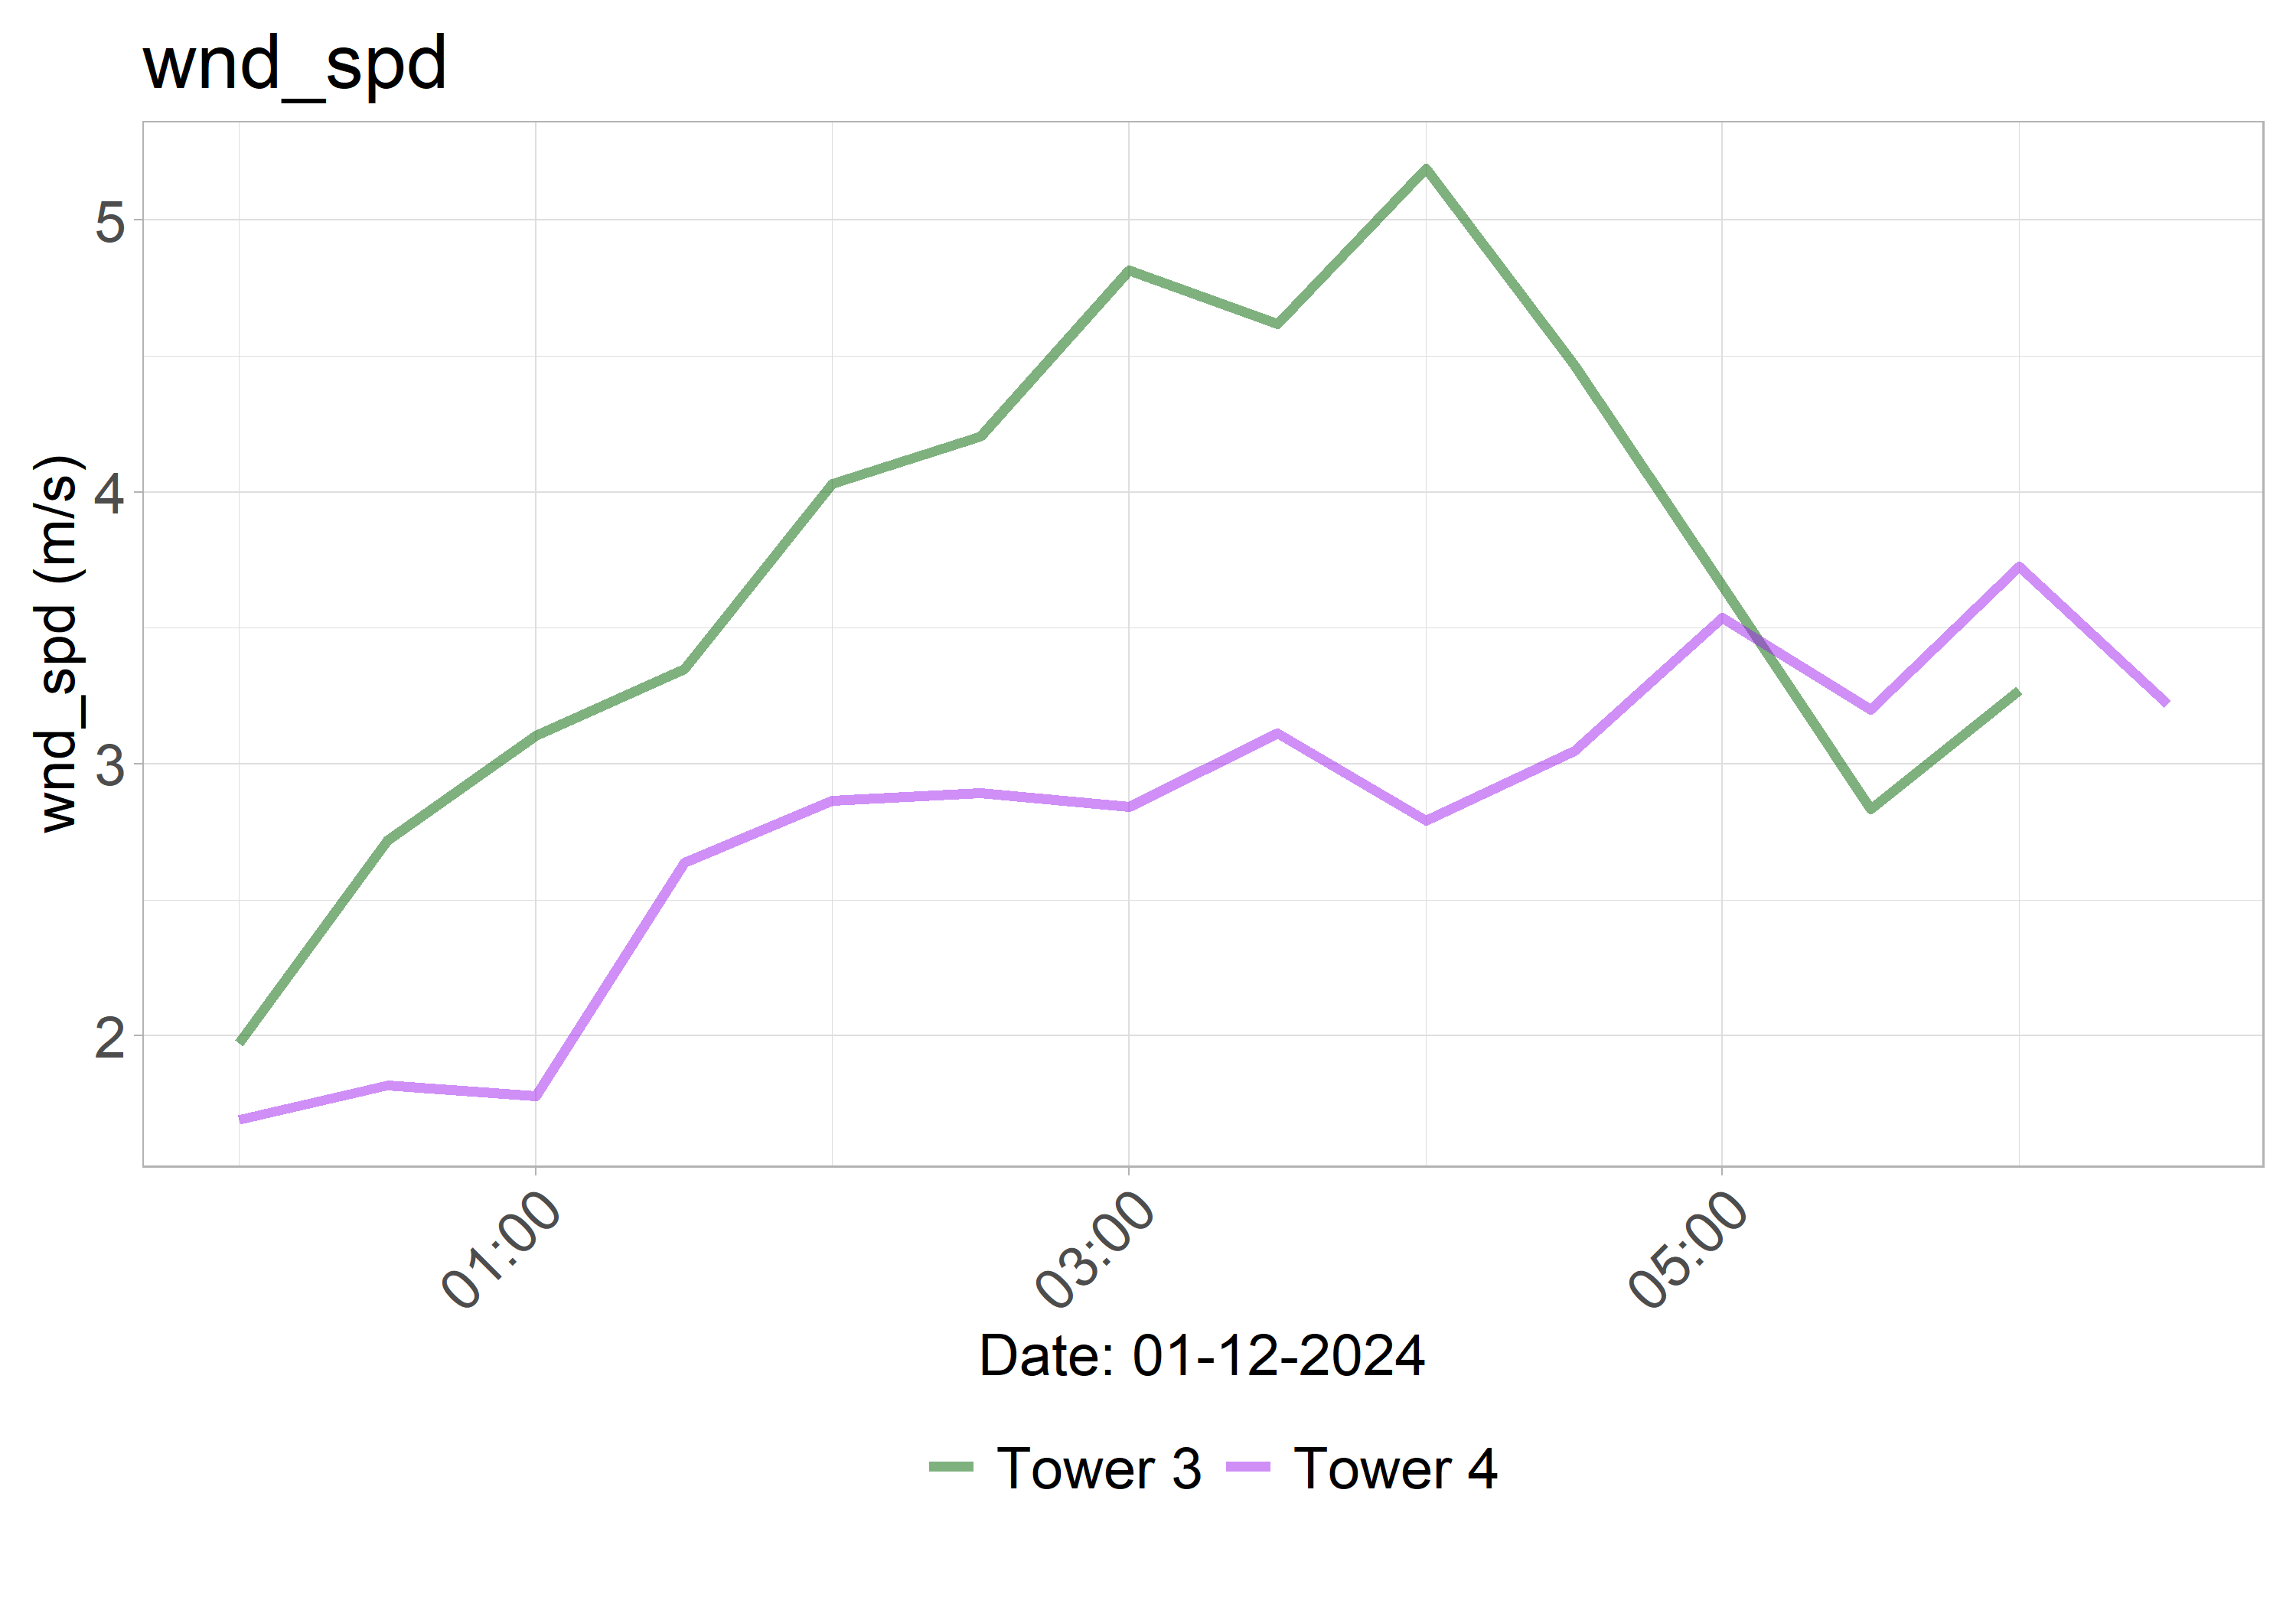 wnd_spd
wnd_spd (m/s)
5
4
3
2
01:00 03:00 05:00
Date: 01-12-2024
Tower 3 Tower 4